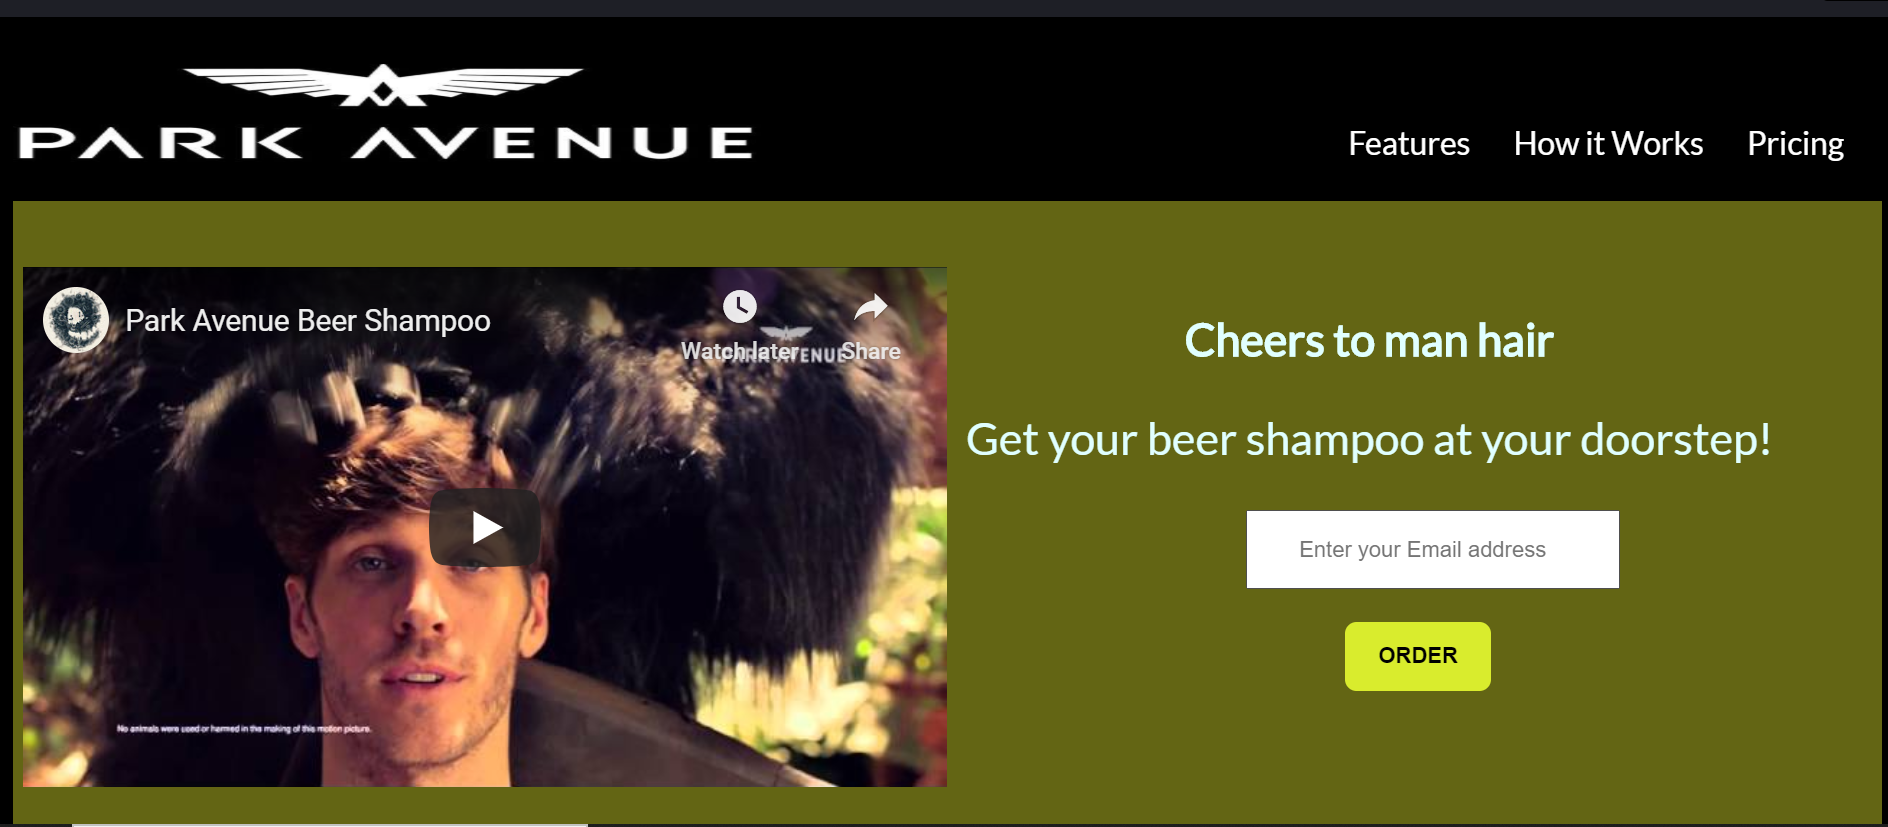 PARK AVENUE
Features How it Works Pricing
Park Avenue Beer Shampoo
Watch later Share
PARK AVENUE
Cheers to man hair
Get your beer shampoo at your doorstep!
Enter your Email address
ORDER
No animals were used or harmed in the making of this motion picture.